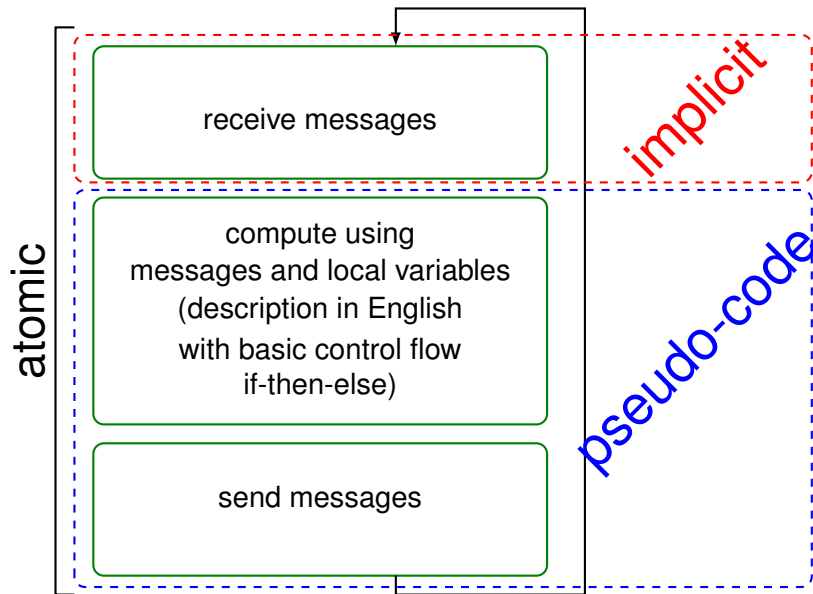 atomic
receive messages
implicit
compute using
messages and local variables
(description in English
with basic control flow
if-then-else)
pseudo-code
send messages